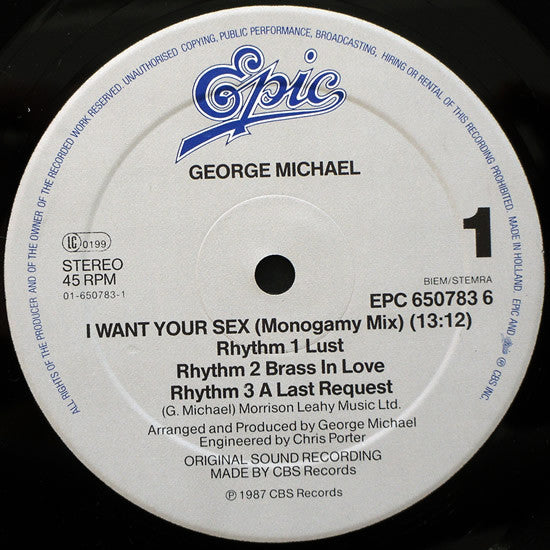 ALL RIGHTS OF THE PRODUCER AND OF THE OWNER OF THE RECORDED WORK RESERVED. UNAUTHORISED COPYING, PUBLIC PERFORMANCE, BROADCASTING, HIRING OR RENTAL OF THIS RECORDING PROHIBITED. MADE IN HOLLAND. EPIC AND
® CBS INC.
Epic
GEORGE MICHAEL
1
LC 0199
STEREO
45 RPM
01-650783-1
BIEM/STEMRA
EPC 650783 6
I WANT YOUR SEX (Monogamy Mix) (13:12)
Rhythm 1 Lust
Rhythm 2 Brass In Love
Rhythm 3 A Last Request
(G. Michael) Morrison Leahy Music Ltd.
Arranged and Produced by George Michael
Engineered by Chris Porter
ORIGINAL SOUND RECORDING
MADE BY CBS Records
℗ 1987 CBS Records